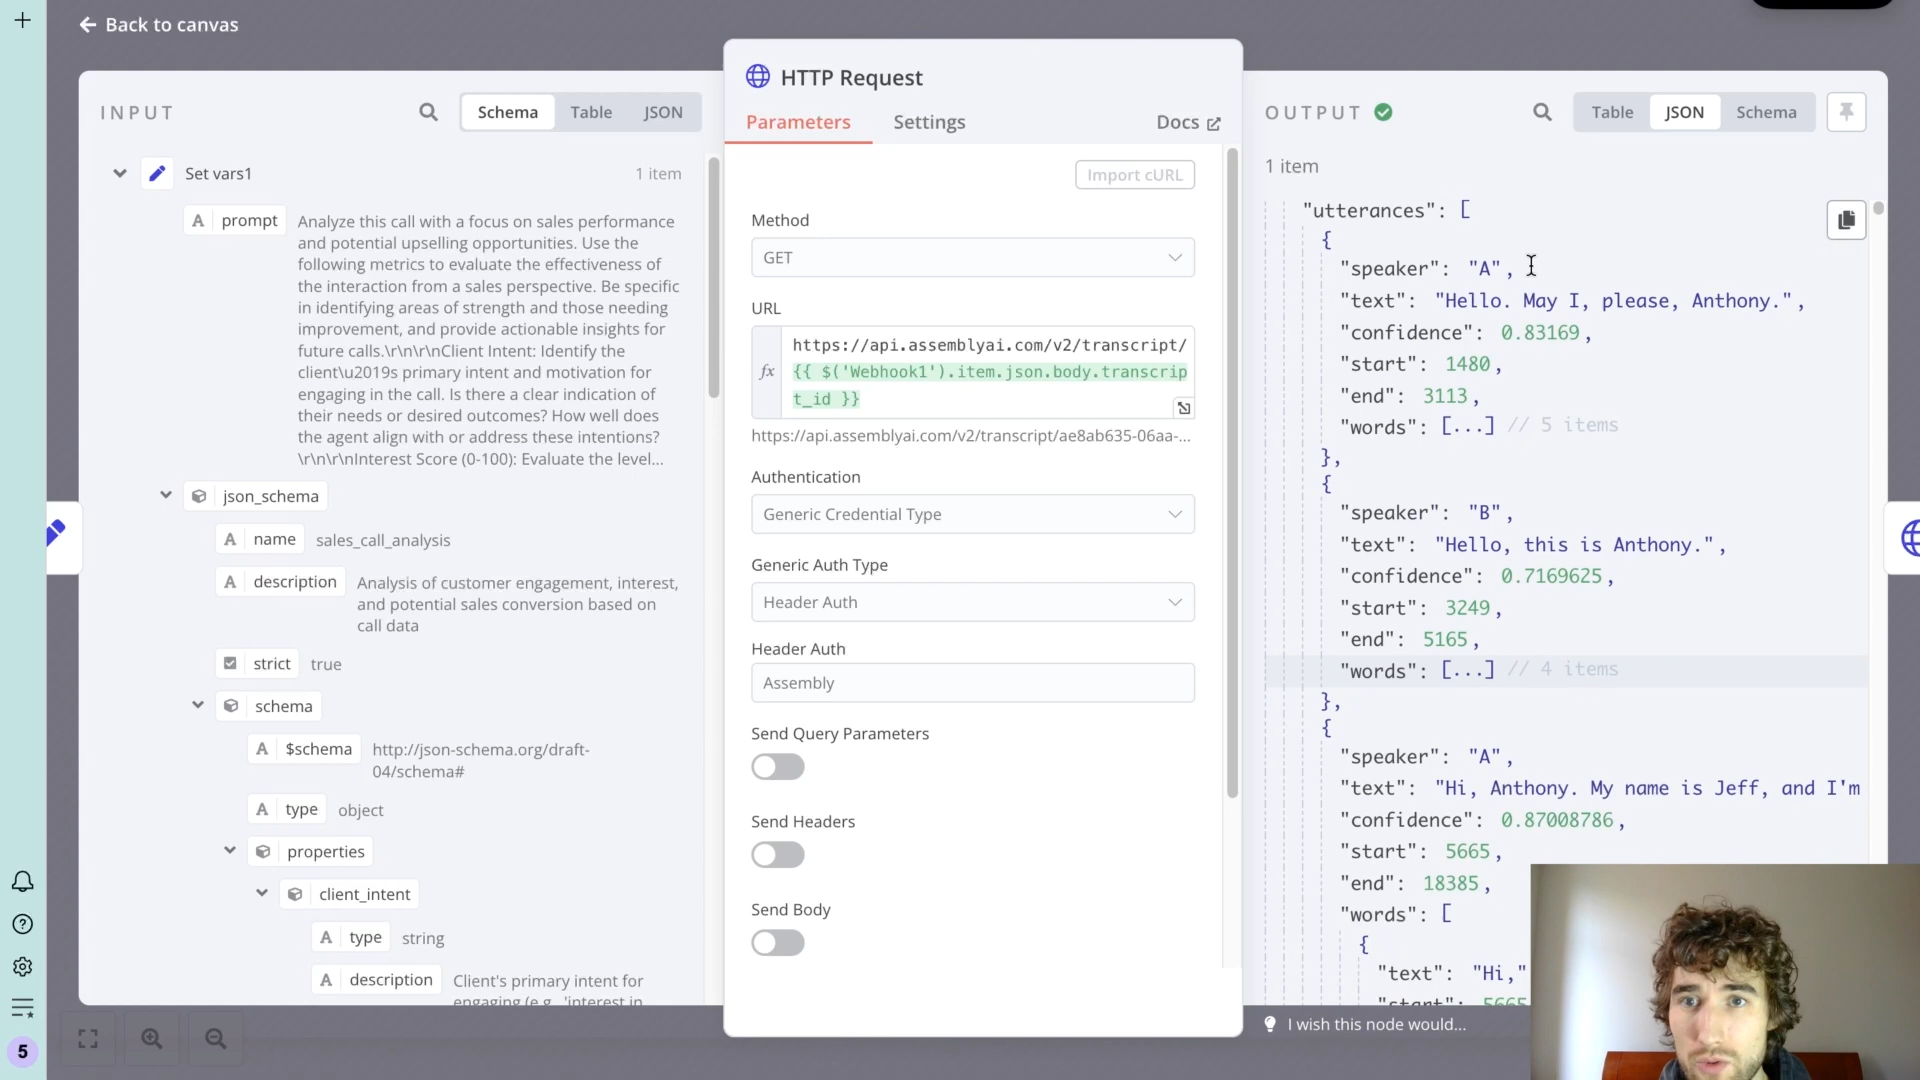 Back to canvas
INPUT
Schema
Table
JSON
Set vars1
1 item
prompt
Analyze this call with a focus on sales performance
and potential upselling opportunities. Use the
following metrics to evaluate the effectiveness of
the interaction from a sales perspective. Be specific
in identifying areas of strength and those needing
improvement, and provide actionable insights for
future calls.\r\n\r\nClient Intent: Identify the
client\u2019s primary intent and motivation for
engaging in the call. Is there a clear indication of
their needs or desired outcomes? How well does
the agent align with or address these intentions?
\r\n\r\nInterest Score (0-100): Evaluate the level...
json_schema
name
sales_call_analysis
description
Analysis of customer engagement, interest,
and potential sales conversion based on
call data
strict
true
schema
$schema
http://json-schema.org/draft-
04/schema#
type
object
properties
client_intent
type
string
description
Client's primary intent for
engaging (e.g., 'interest in
5
HTTP Request
Parameters
Settings
Docs
Import cURL
Method
GET
URL
fx
https://api.assemblyai.com/v2/transcript/
{{ $('Webhook1').item.json.body.transcrip
t_id }}
https://api.assemblyai.com/v2/transcript/ae8ab635-06aa-...
Authentication
Generic Credential Type
Generic Auth Type
Header Auth
Header Auth
Assembly
Send Query Parameters
Send Headers
Send Body
OUTPUT
Table
JSON
Schema
1 item
"utterances": [
{
"speaker": "A",
"text": "Hello. May I, please, Anthony.",
"confidence": 0.83169,
"start": 1480,
"end": 3113,
"words": [...] // 5 items
},
{
"speaker": "B",
"text": "Hello, this is Anthony.",
"confidence": 0.7169625,
"start": 3249,
"end": 5165,
"words": [...] // 4 items
},
{
"speaker": "A",
"text": "Hi, Anthony. My name is Jeff, and I'm
"confidence": 0.87008786,
"start": 5665,
"end": 18385,
"words": [
{
"text": "Hi,"
"start": 5665
I wish this node would...